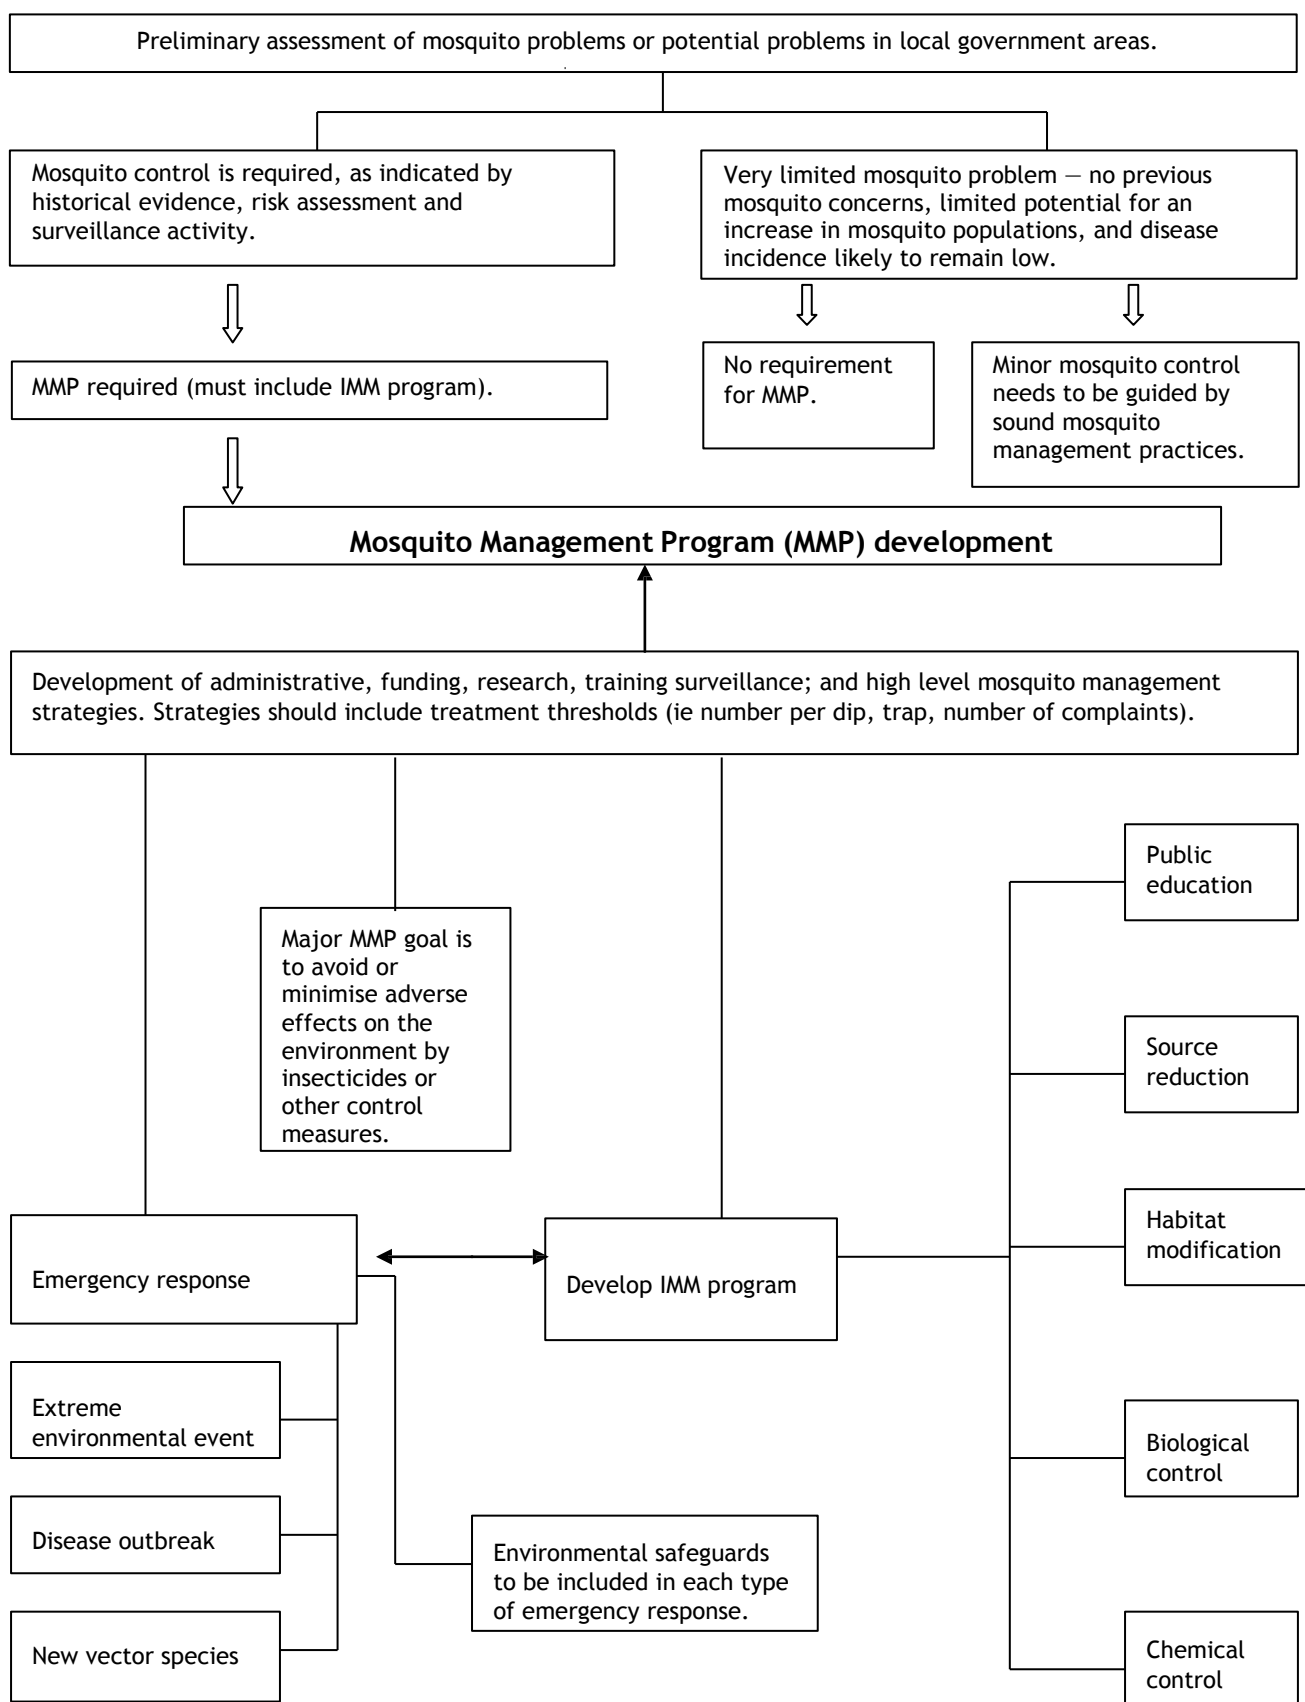 Preliminary assessment of mosquito problems or potential problems in local government areas.
Mosquito control is required, as indicated by
historical evidence, risk assessment and
surveillance activity.
Very limited mosquito problem — no previous
mosquito concerns, limited potential for an
increase in mosquito populations, and disease
incidence likely to remain low.
MMP required (must include IMM program).
No requirement
for MMP.
Minor mosquito control
needs to be guided by
sound mosquito
management practices.
Mosquito Management Program (MMP) development
Development of administrative, funding, research, training surveillance; and high level mosquito management
strategies. Strategies should include treatment thresholds (ie number per dip, trap, number of complaints).
Public
education
Major MMP goal is
to avoid or
minimise adverse
effects on the
environment by
insecticides or
other control
measures.
Source
reduction
Habitat
modification
Emergency response
Develop IMM program
Extreme
environmental event
Biological
control
Disease outbreak
Environmental safeguards
to be included in each type
of emergency response.
New vector species
Chemical
control